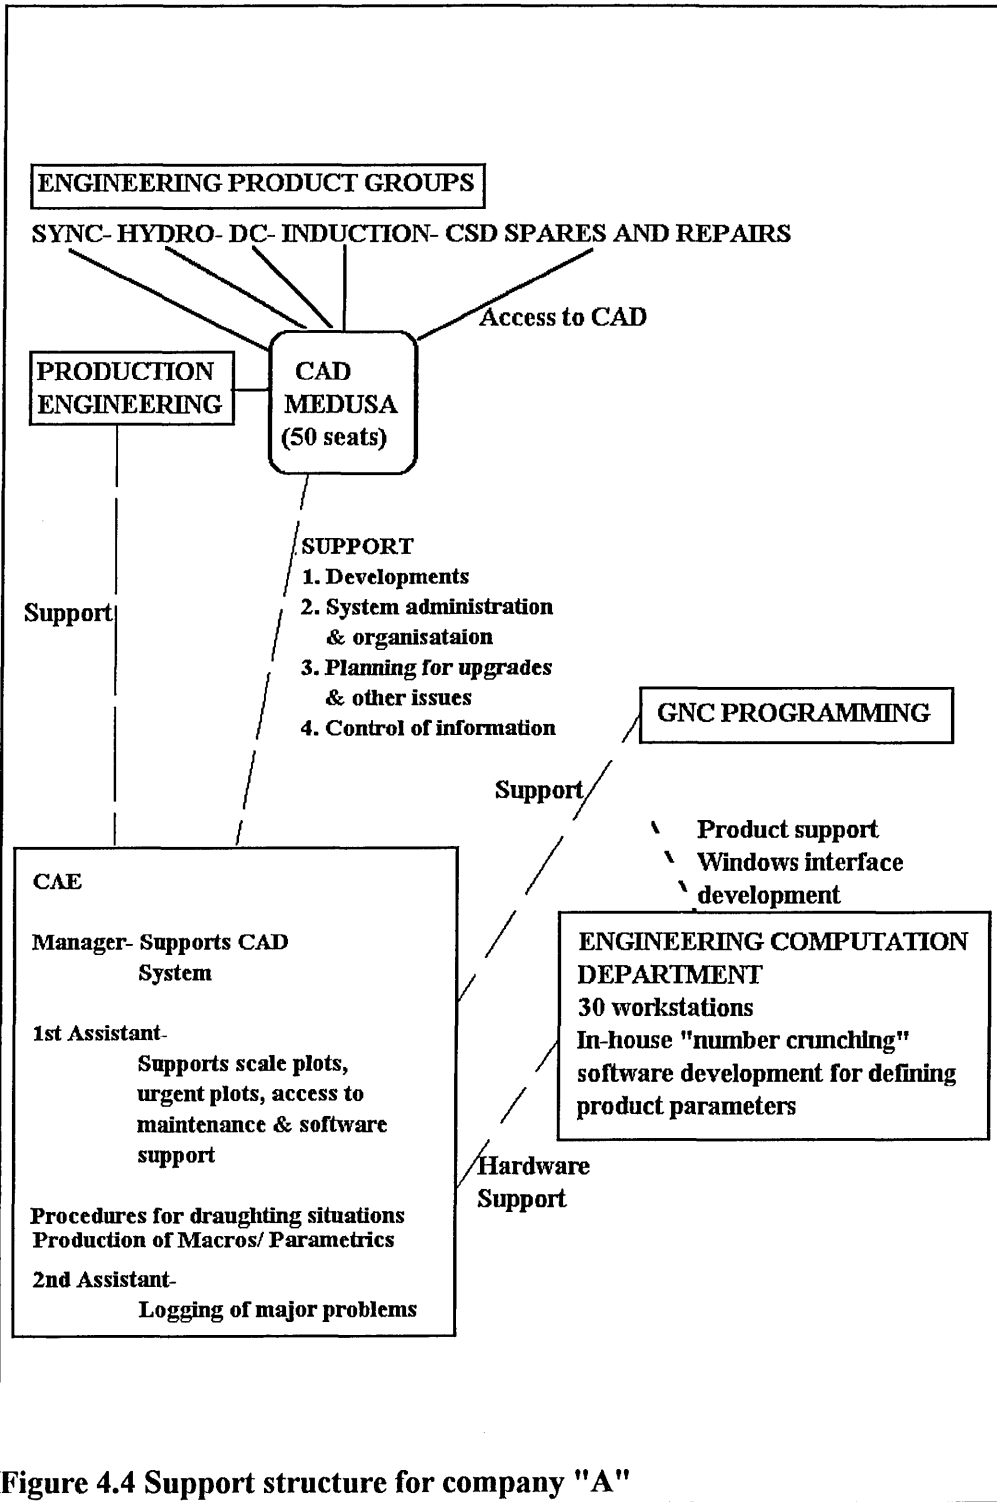 ENGINEERING PRODUCT GROUPS
SYNC- HYDRO- DC- INDUCTION- CSD SPARES AND REPAIRS
Access to CAD
PRODUCTION
ENGINEERING
CAD
MEDUSA
(50 seats)
SUPPORT
1. Developments
2. System administration
& organisataion
3. Planning for upgrades
& other issues
4. Control of information
Support
GNC PROGRAMMING
Support
Product support
Windows interface
development
CAE
Manager- Supports CAD
System
1st Assistant-
Supports scale plots,
urgent plots, access to
maintenance & software
support
Procedures for draughting situations
Production of Macros/ Parametrics
2nd Assistant-
Logging of major problems
ENGINEERING COMPUTATION
DEPARTMENT
30 workstations
In-house "number crunching"
software development for defining
product parameters
Hardware
Support
Figure 4.4 Support structure for company "A"